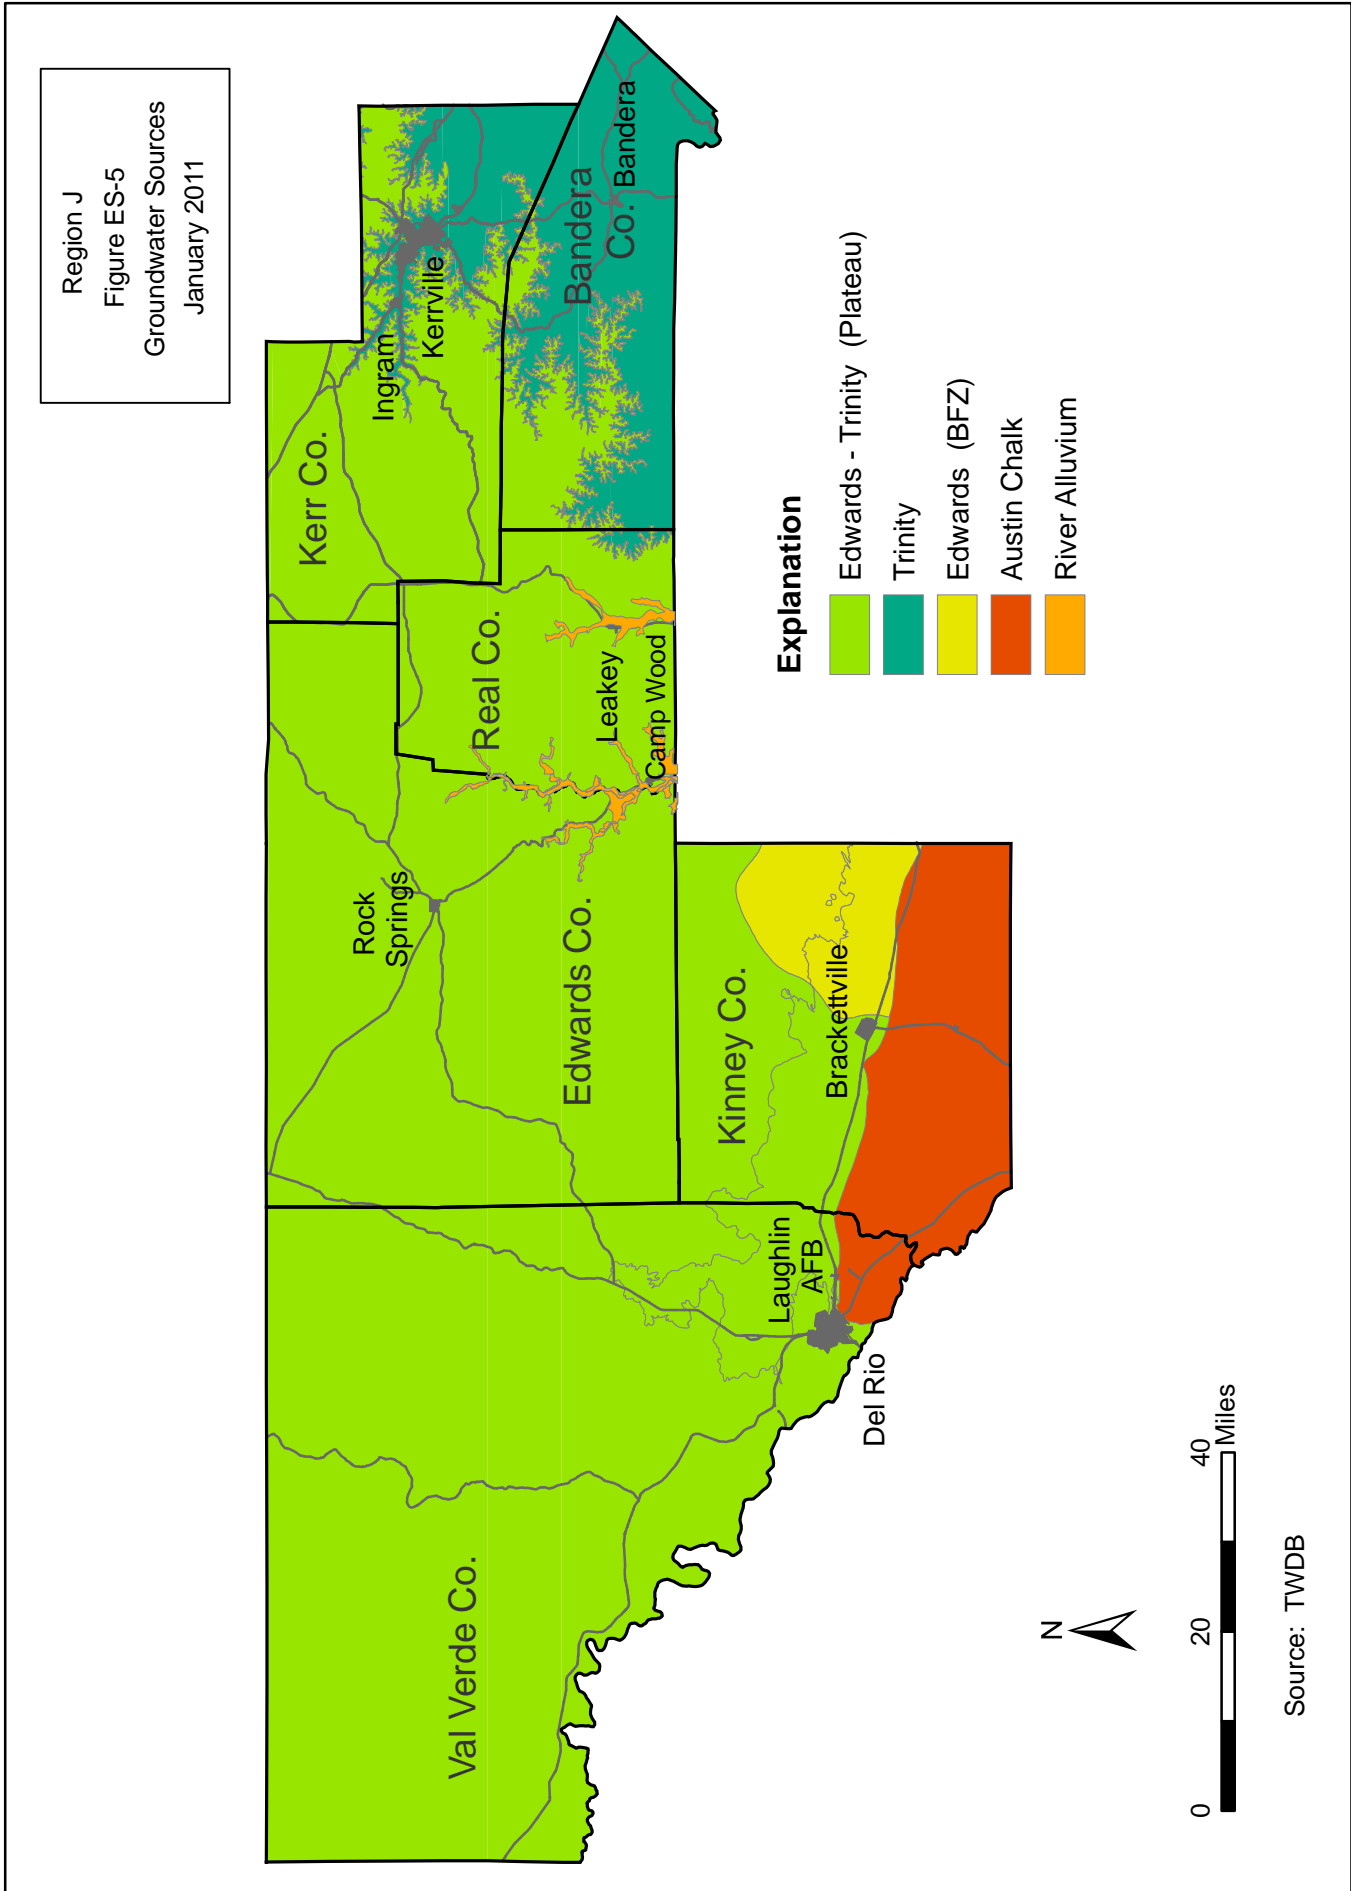 Region J
Figure ES-5
Groundwater Sources
January 2011
Kerr Co.
Ingram
Kerrville
Bandera
Co.
Bandera
Real Co.
Leakey
Camp Wood
Rock
Springs
Edwards Co.
Kinney Co.
Brackettville
Val Verde Co.
Laughlin
AFB
Del Rio
Explanation
Edwards - Trinity (Plateau)
Trinity
Edwards (BFZ)
Austin Chalk
River Alluvium
N
0 20 40
Miles
Source: TWDB